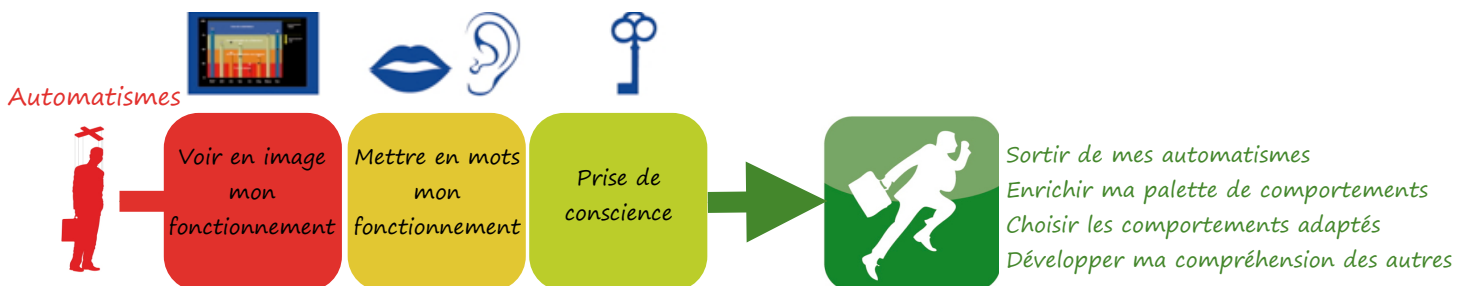 Automatismes
Voir en image
mon
fonctionnement
Mettre en mots
mon
fonctionnement
Prise de
conscience
Sortir de mes automatismes
Enrichir ma palette de comportements
Choisir les comportements adaptés
Développer ma compréhension des autres